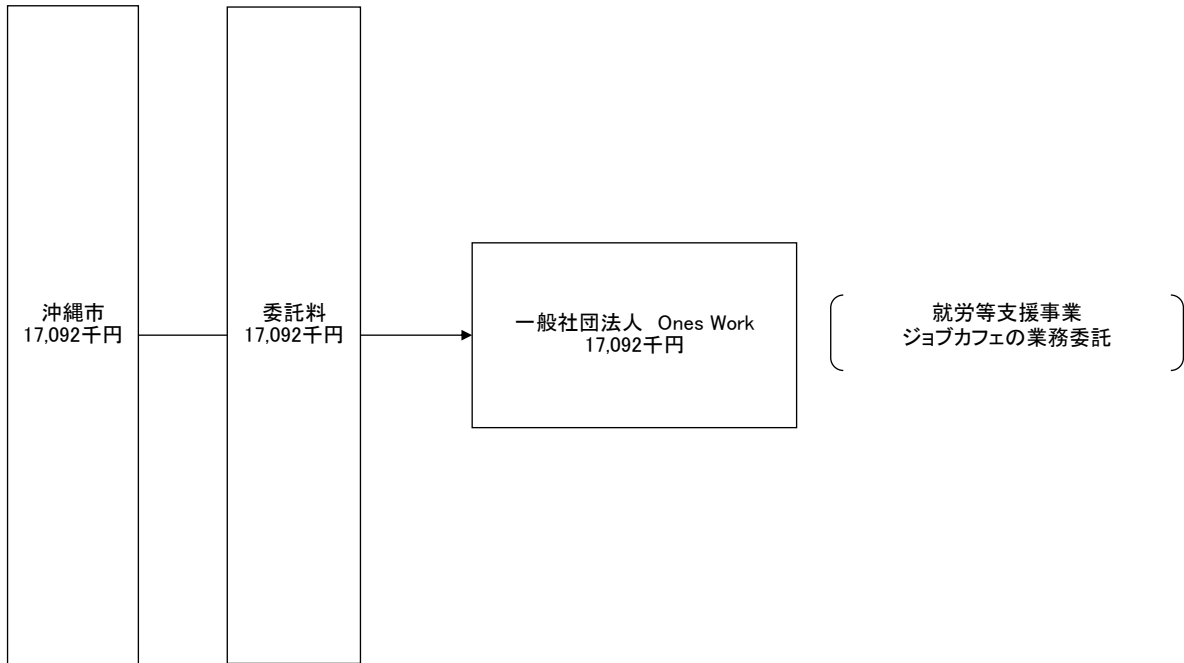 沖縄市
17,092千円
委託料
17,092千円
一般社団法人　Ones Work
17,092千円
就労等支援事業
ジョブカフェの業務委託